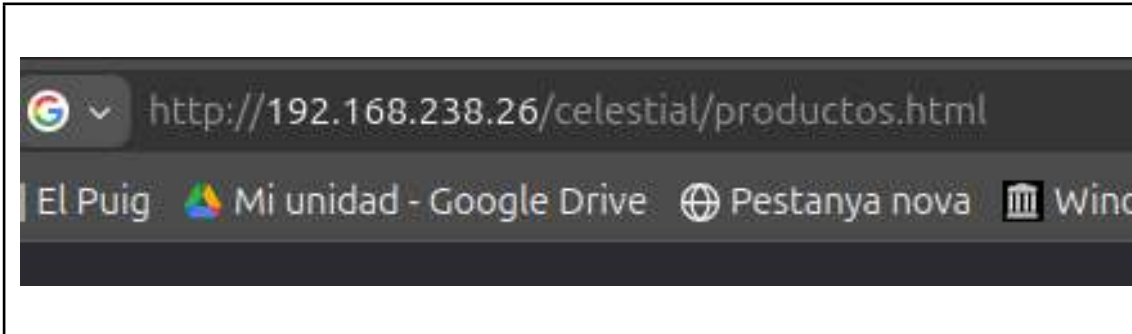 http://192.168.238.26/celestial/productos.html
El Puig Mi unidad - Google Drive Pestanya nova